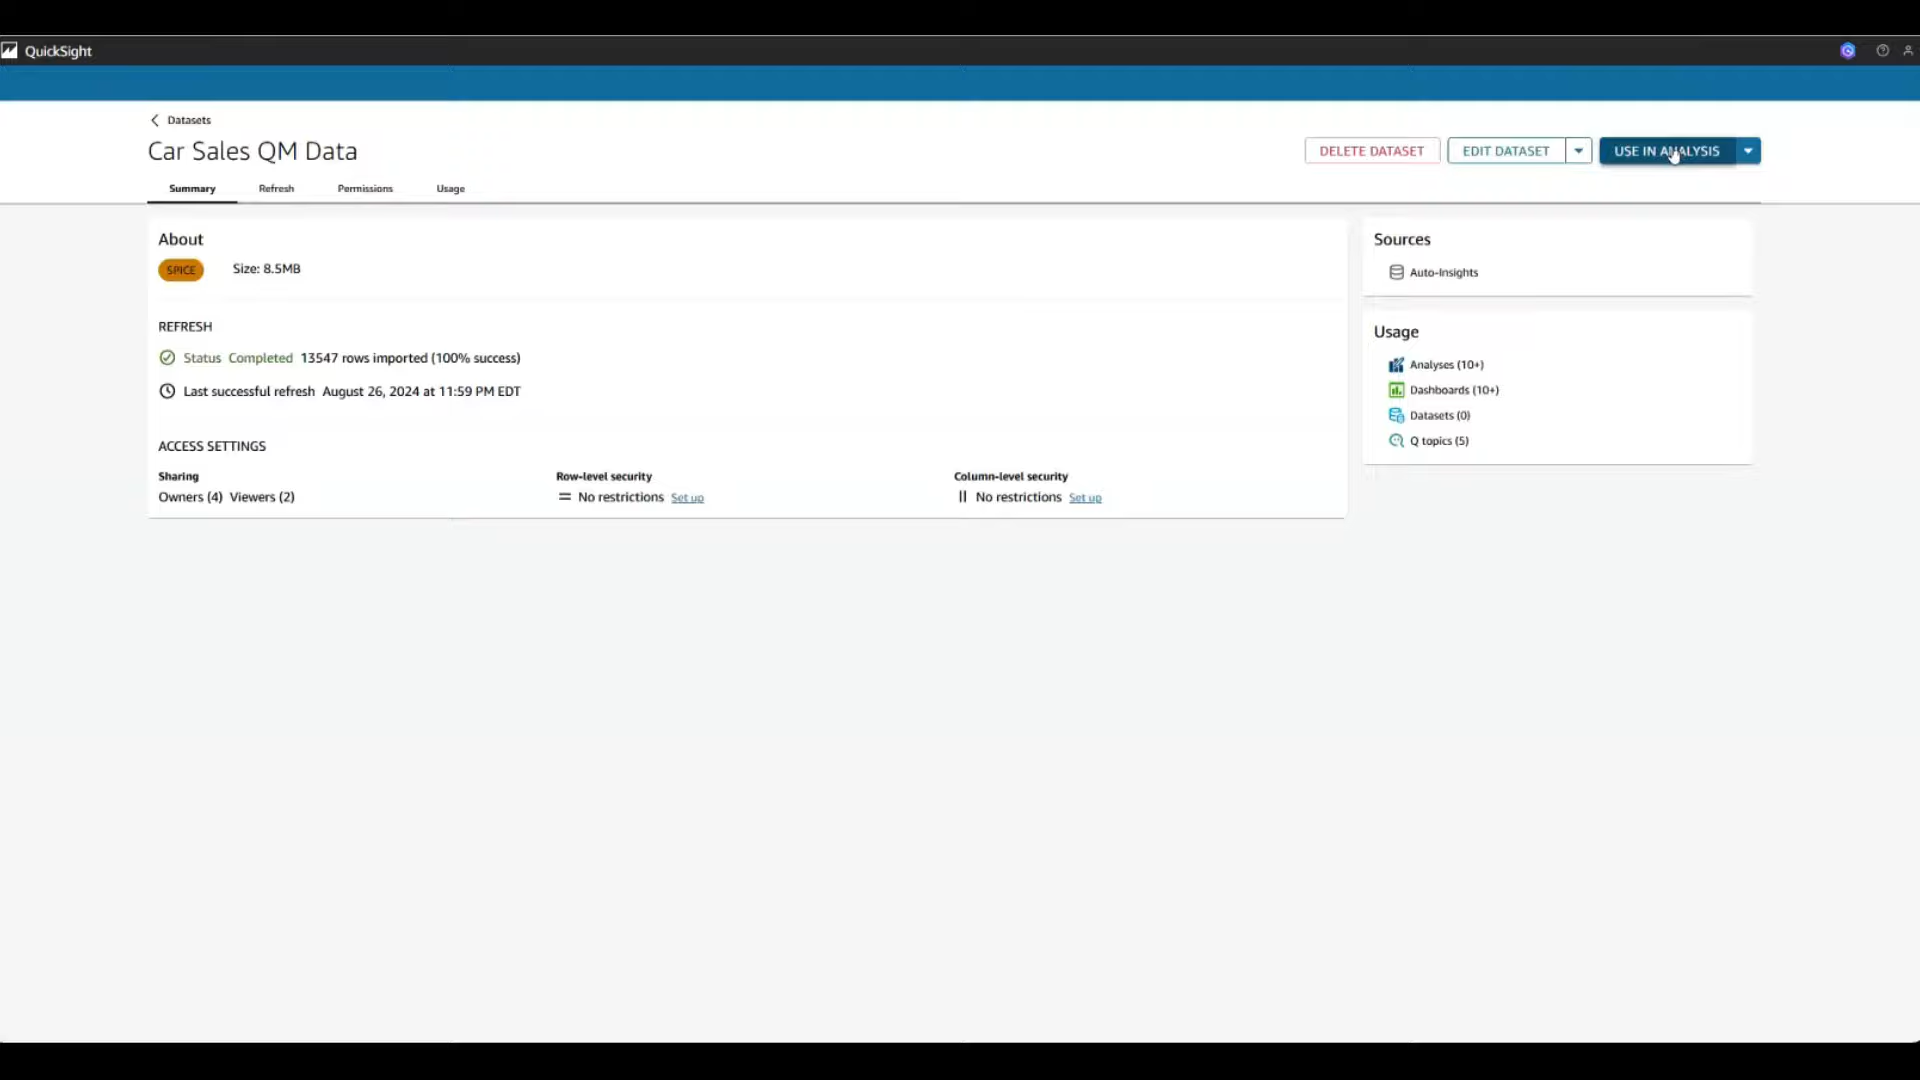 QuickSight
Datasets
Car Sales QM Data
DELETE DATASET
EDIT DATASET
USE IN ANALYSIS
Summary Refresh Permissions Usage
About
SPICE Size: 8.5MB
REFRESH
Status Completed 13547 rows imported (100% success)
Last successful refresh August 26, 2024 at 11:59 PM EDT
ACCESS SETTINGS
Sharing Row-level security Column-level security
Owners (4) Viewers (2) No restrictions Set up No restrictions Set up
Sources
Auto-Insights
Usage
Analyses (10+)
Dashboards (10+)
Datasets (0)
Q topics (5)